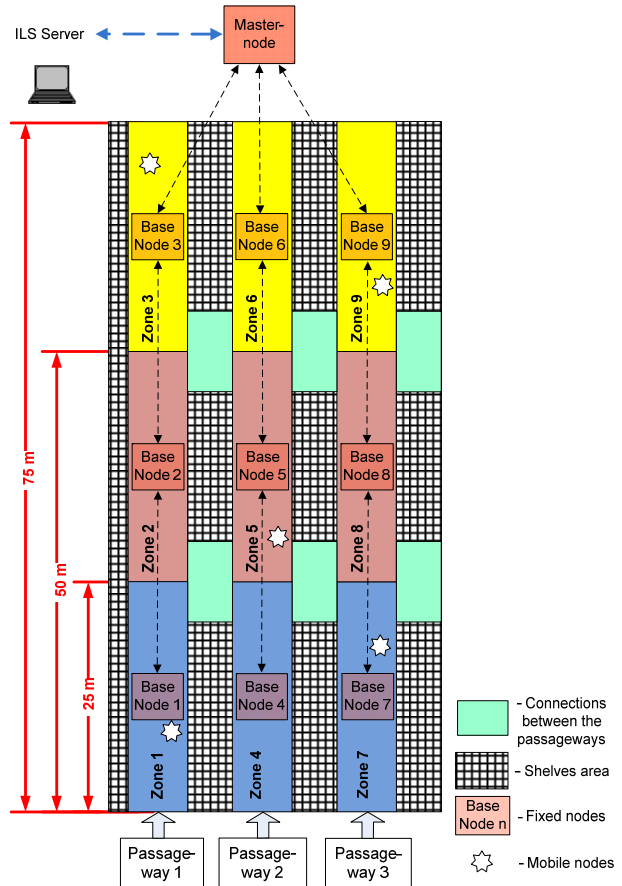 ILS Server
Master-
node
Base
Node 3
Base
Node 6
Base
Node 9
Zone 3
Zone 6
Zone 9
75 m
Base
Node 2
Base
Node 5
Base
Node 8
Zone 2
Zone 5
Zone 8
50 m
25 m
Base
Node 1
Base
Node 4
Base
Node 7
Zone 1
Zone 4
Zone 7
Passage-
way 1
Passage-
way 2
Passage-
way 3
- Connections
between the
passageways
- Shelves area
Base
Node n
- Fixed nodes
- Mobile nodes